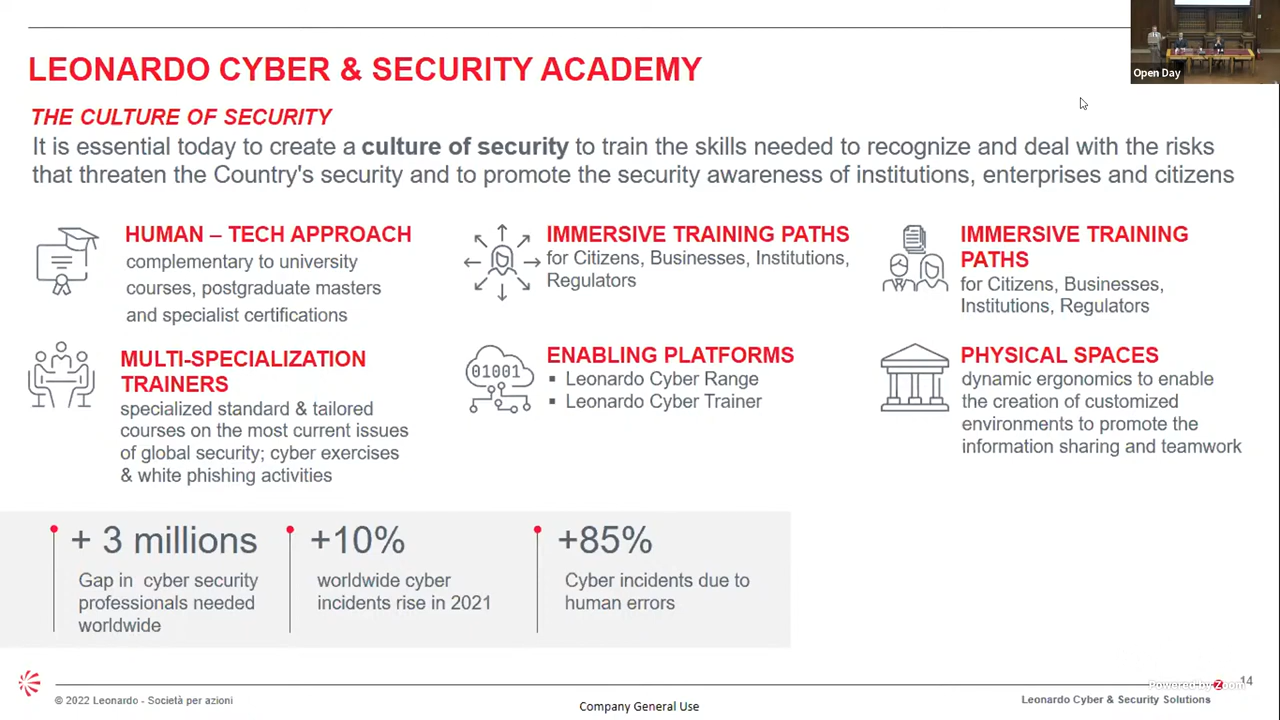 Open Day
LEONARDO CYBER & SECURITY ACADEMY
THE CULTURE OF SECURITY
It is essential today to create a culture of security to train the skills needed to recognize and deal with the risks
that threaten the Country's security and to promote the security awareness of institutions, enterprises and citizens
HUMAN – TECH APPROACH
complementary to university
courses, postgraduate masters
and specialist certifications
IMMERSIVE TRAINING PATHS
for Citizens, Businesses, Institutions,
Regulators
IMMERSIVE TRAINING
PATHS
for Citizens, Businesses,
Institutions, Regulators
MULTI-SPECIALIZATION
TRAINERS
specialized standard & tailored
courses on the most current issues
of global security; cyber exercises
& white phishing activities
01001
ENABLING PLATFORMS
▪ Leonardo Cyber Range
▪ Leonardo Cyber Trainer
PHYSICAL SPACES
dynamic ergonomics to enable
the creation of customized
environments to promote the
information sharing and teamwork
+ 3 millions
Gap in cyber security
professionals needed
worldwide
+10%
worldwide cyber
incidents rise in 2021
+85%
Cyber incidents due to
human errors
Powered by Zoom
14
© 2022 Leonardo - Società per azioni
Company General Use
Leonardo Cyber & Security Solutions